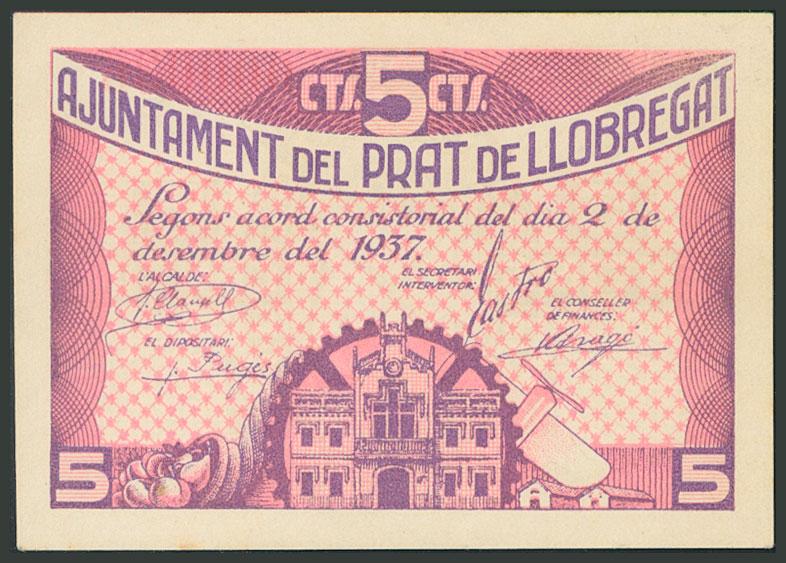 CTS. 5 CTS.
AJUNTAMENT DEL PRAT DE LLOBREGAT
Segons acord consistorial del dia 2 de
desembre del 1937.
L'ALCALDE:
EL SECRETARI
INTERVENTOR:
Castro
EL CONSELLER
DE FINANCES:
EL DIPOSITARI:
J. Pugés
5
5